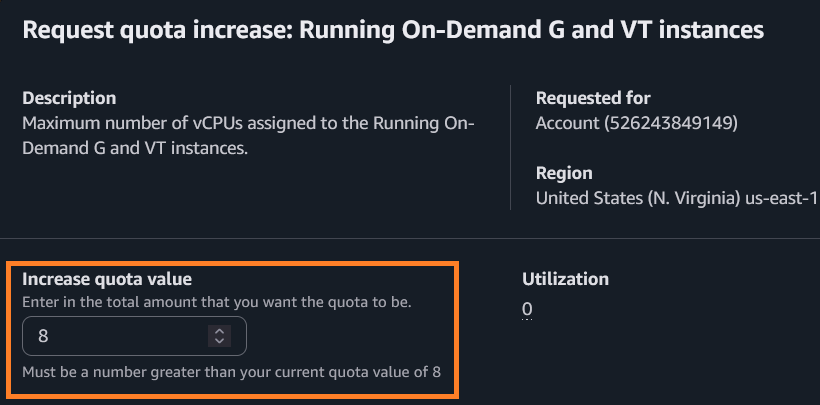 Request quota increase: Running On-Demand G and VT instances
Description
Maximum number of vCPUs assigned to the Running On-
Demand G and VT instances.
Requested for
Account (526243849149)
Region
United States (N. Virginia) us-east-1
Increase quota value
Enter in the total amount that you want the quota to be.
8
Must be a number greater than your current quota value of 8
Utilization
0